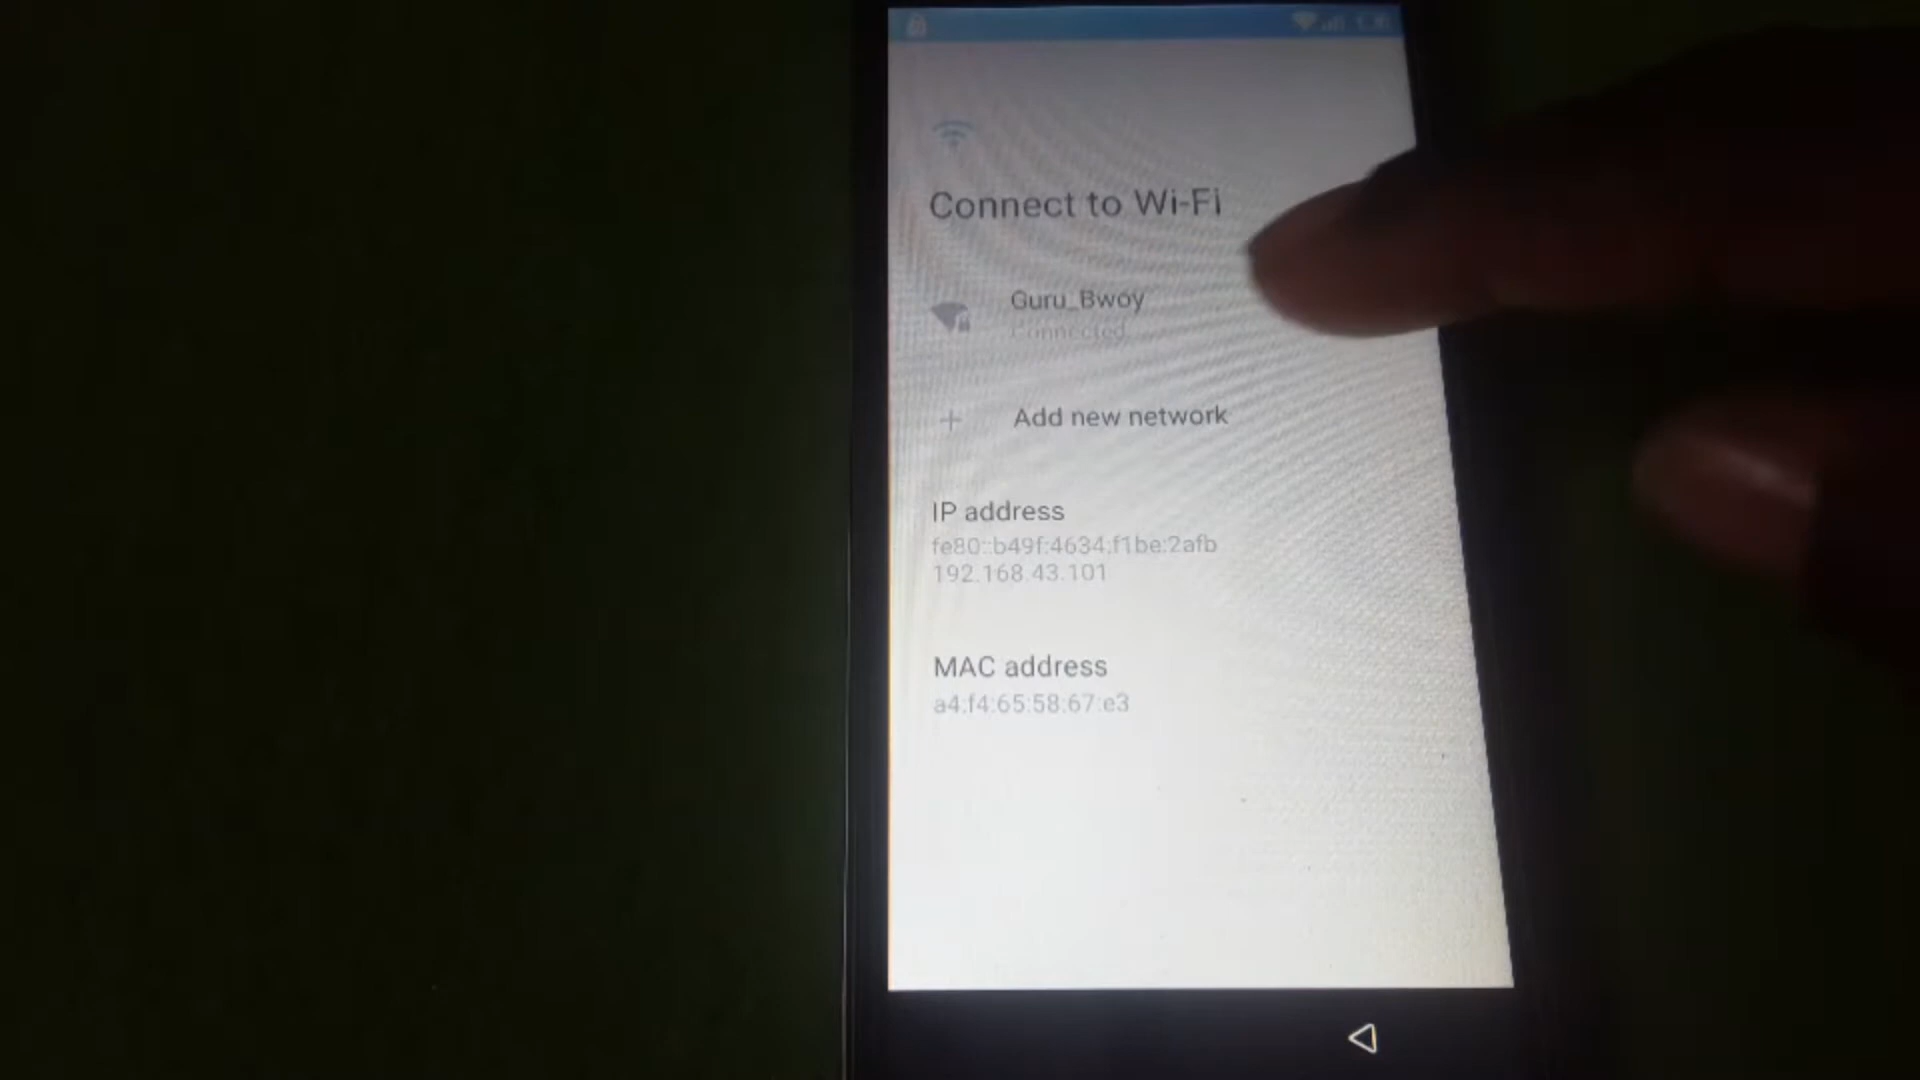 Connect to Wi-Fi
Guru_Bwoy
Connected
Add new network
IP address
fe80::b49f:4634:f1be:2afb
192.168.43.101
MAC address
a4:f4:65:58:67:e3